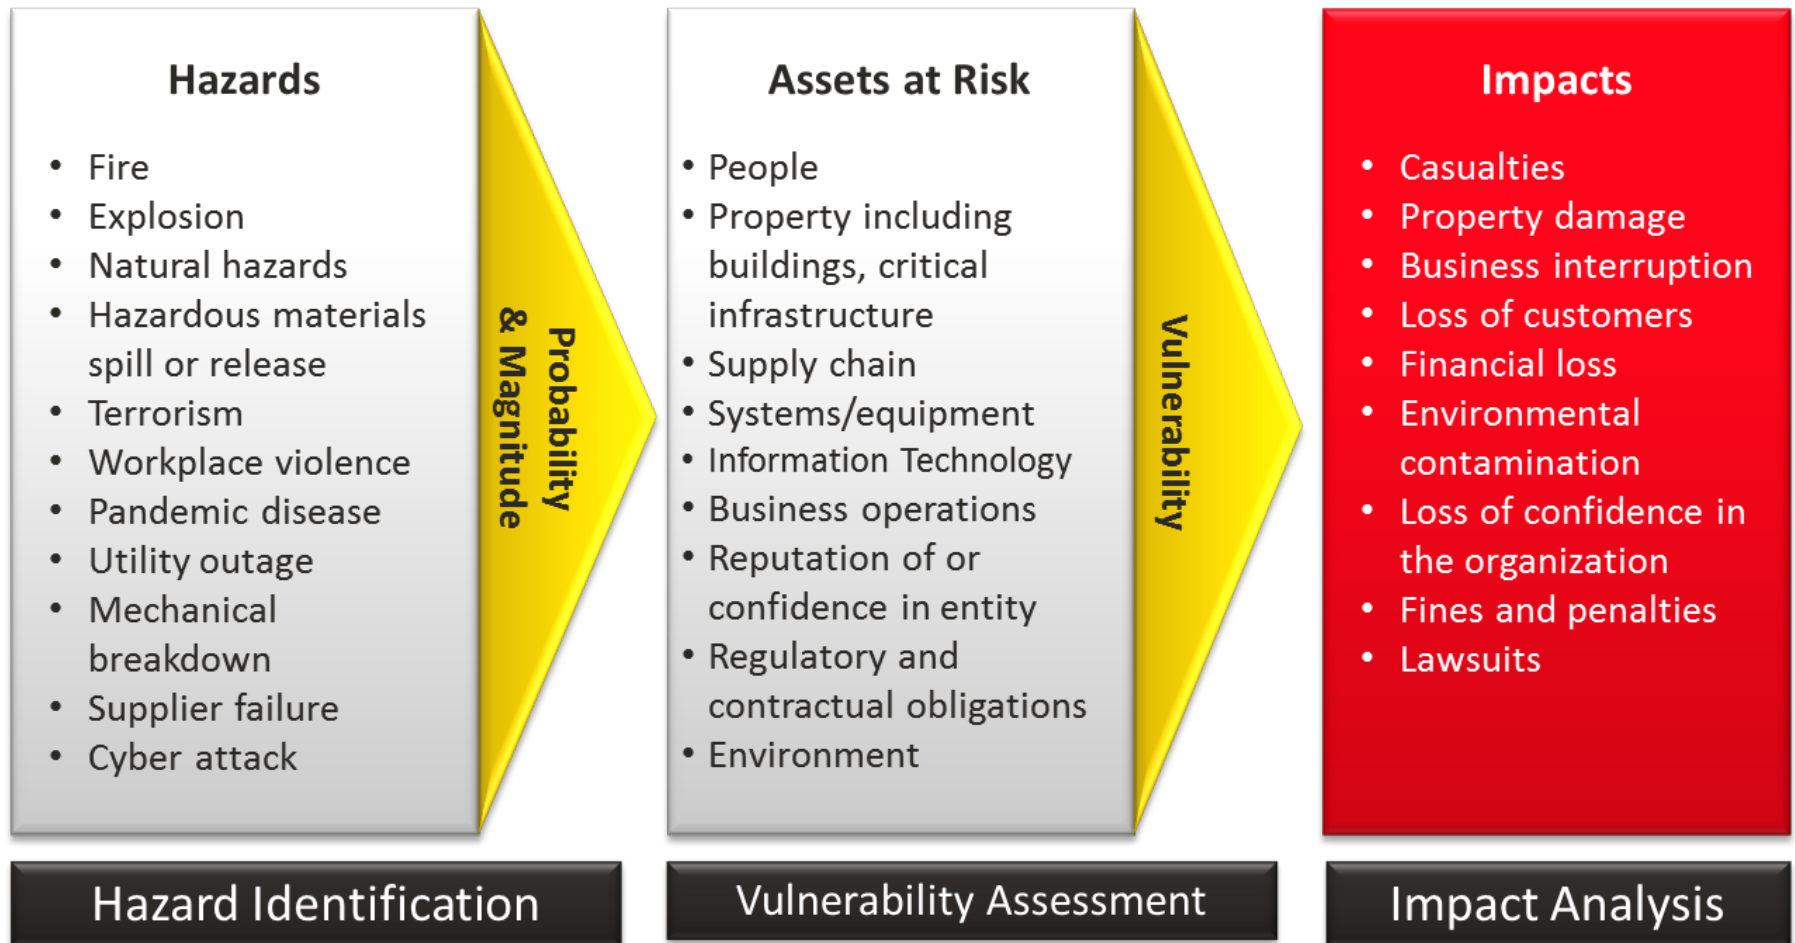 Hazards
• Fire
• Explosion
• Natural hazards
• Hazardous materials
spill or release
• Terrorism
• Workplace violence
• Pandemic disease
• Utility outage
• Mechanical
breakdown
• Supplier failure
• Cyber attack
Probability
& Magnitude
Assets at Risk
• People
• Property including
buildings, critical
infrastructure
• Supply chain
• Systems/equipment
• Information Technology
• Business operations
• Reputation of or
confidence in entity
• Regulatory and
contractual obligations
• Environment
Vulnerability
Impacts
• Casualties
• Property damage
• Business interruption
• Loss of customers
• Financial loss
• Environmental
contamination
• Loss of confidence in
the organization
• Fines and penalties
• Lawsuits
Hazard Identification
Vulnerability Assessment
Impact Analysis